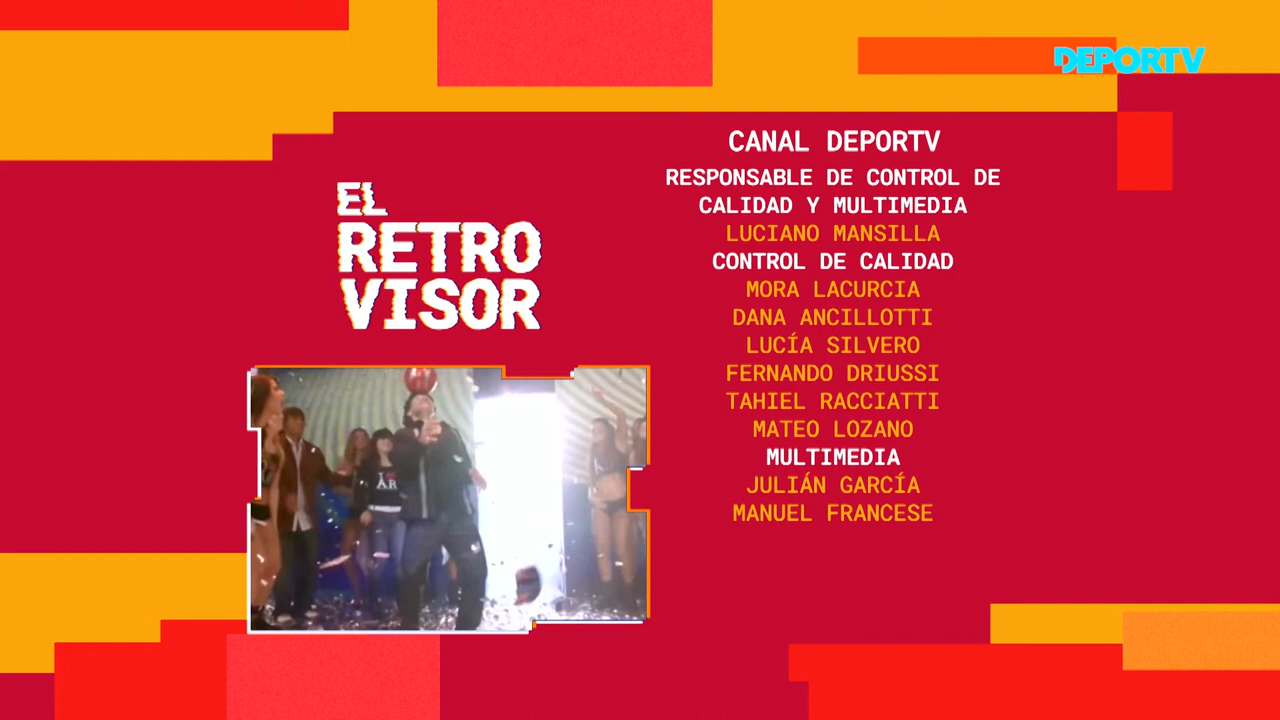 DEPORTV
EL
RETRO
VISOR
CANAL DEPORTV
RESPONSABLE DE CONTROL DE
CALIDAD Y MULTIMEDIA
LUCIANO MANSILLA
CONTROL DE CALIDAD
MORA LACURCIA
DANA ANCILLOTTI
LUCÍA SILVERO
FERNANDO DRIUSSI
TAHIEL RACCIATTI
MATEO LOZANO
MULTIMEDIA
JULIÁN GARCÍA
MANUEL FRANCESE